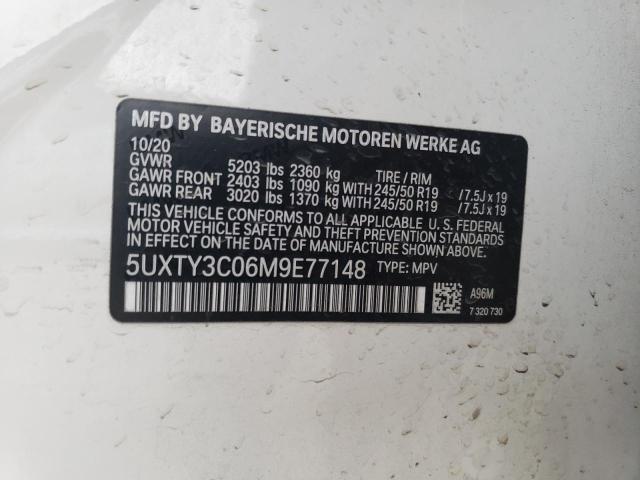 MFD BY BAYERISCHE MOTOREN WERKE AG
10/20
GVWR 5203 lbs 2360 kg TIRE / RIM
GAWR FRONT 2403 lbs 1090 kg WITH 245/50 R19 /7.5J x 19
GAWR REAR 3020 lbs 1370 kg WITH 245/50 R19 /7.5J x 19
THIS VEHICLE CONFORMS TO ALL APPLICABLE U. S. FEDERAL
MOTOR VEHICLE SAFETY AND THEFT PREVENTION STANDARDS
IN EFFECT ON THE DATE OF MANUFACTURE SHOWN ABOVE.
5UXTY3C06M9E77148 TYPE: MPV
A96M
7 320 730